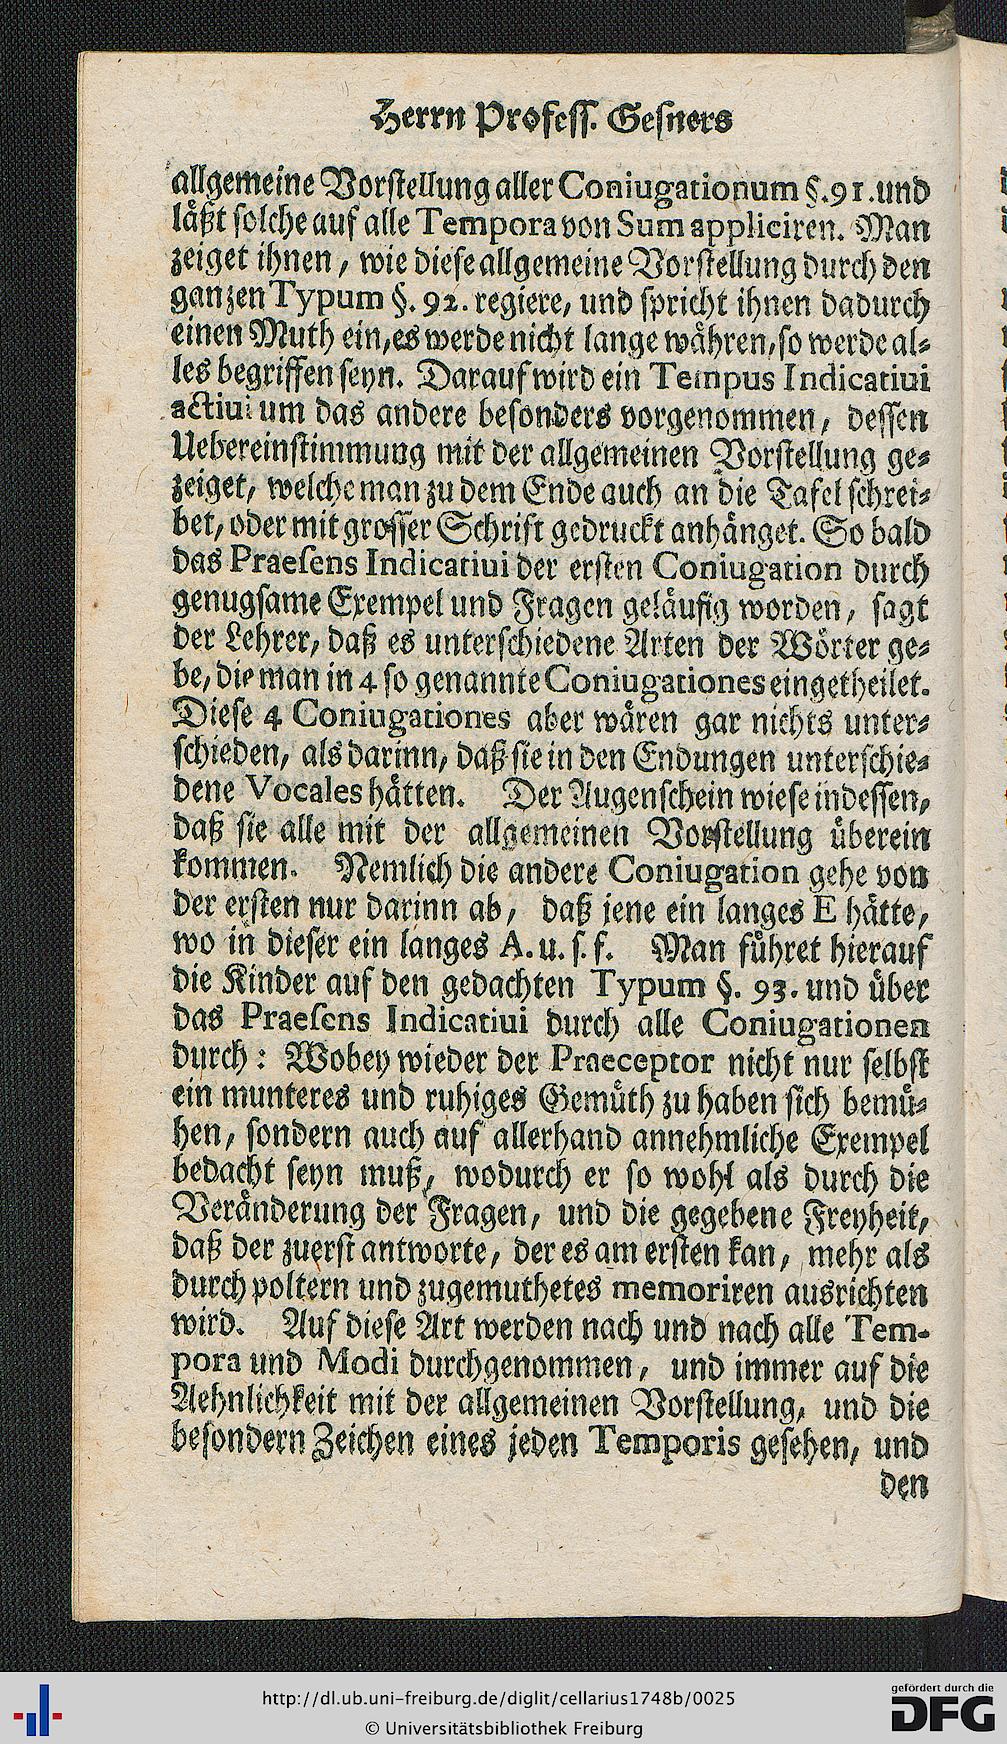 Herrn Profess. Gesners
allgemeine Vorstellung aller Coniugationum §. 91. und
läßt solche auf alle Tempora von Sum appliciren. Man
zeiget ihnen, wie diese allgemeine Vorstellung durch den
ganzen Typum §. 92. regiere, und spricht ihnen dadurch
einen Muth ein, es werde nicht lange währen, so werde al-
les begriffen seyn. Darauf wird ein Tempus Indicatiui
actiui um das andere besonders vorgenommen, dessen
Uebereinstimmung mit der allgemeinen Vorstellung ge-
zeiget, welche man zu dem Ende auch an die Tafel schrei-
bet, oder mit grosser Schrift gedruckt anhänget. So bald
das Praesens Indicatiui der ersten Coniugation durch
genugsame Exempel und Fragen geläufig worden, sagt
der Lehrer, daß es unterschiedene Arten der Wörter ge-
be, die man in 4 so genannte Coniugationes eingetheilet.
Diese 4 Coniugationes aber wären gar nichts unter-
schieden, als darinn, daß sie in den Endungen unterschie-
dene Vocales hätten. Der Augenschein wiese indessen,
daß sie alle mit der allgemeinen Vorstellung überein
kommen. Nemlich die andere Coniugation gehe von
der ersten nur darinn ab, daß jene ein langes E hätte,
wo in dieser ein langes A. u. s. f. Man führet hierauf
die Kinder auf den gedachten Typum §. 93. und über
das Praesens Indicatiui durch alle Coniugationen
durch: Wobey wieder der Praeceptor nicht nur selbst
ein munteres und ruhiges Gemüth zu haben sich bemü-
hen, sondern auch auf allerhand annehmliche Exempel
bedacht seyn muß, wodurch er so wohl als durch die
Veränderung der Fragen, und die gegebene Freyheit,
daß der zuerst antworte, der es am ersten kan, mehr als
durch poltern und zugemuthetes memoriren ausrichten
wird. Auf diese Art werden nach und nach alle Tem-
pora und Modi durchgenommen, und immer auf die
Aehnlichkeit mit der allgemeinen Vorstellung, und die
besondern Zeichen eines jeden Temporis gesehen, und
den
http://dl.ub.uni-freiburg.de/diglit/cellarius1748b/0025
© Universitätsbibliothek Freiburg
gefördert durch die
DFG